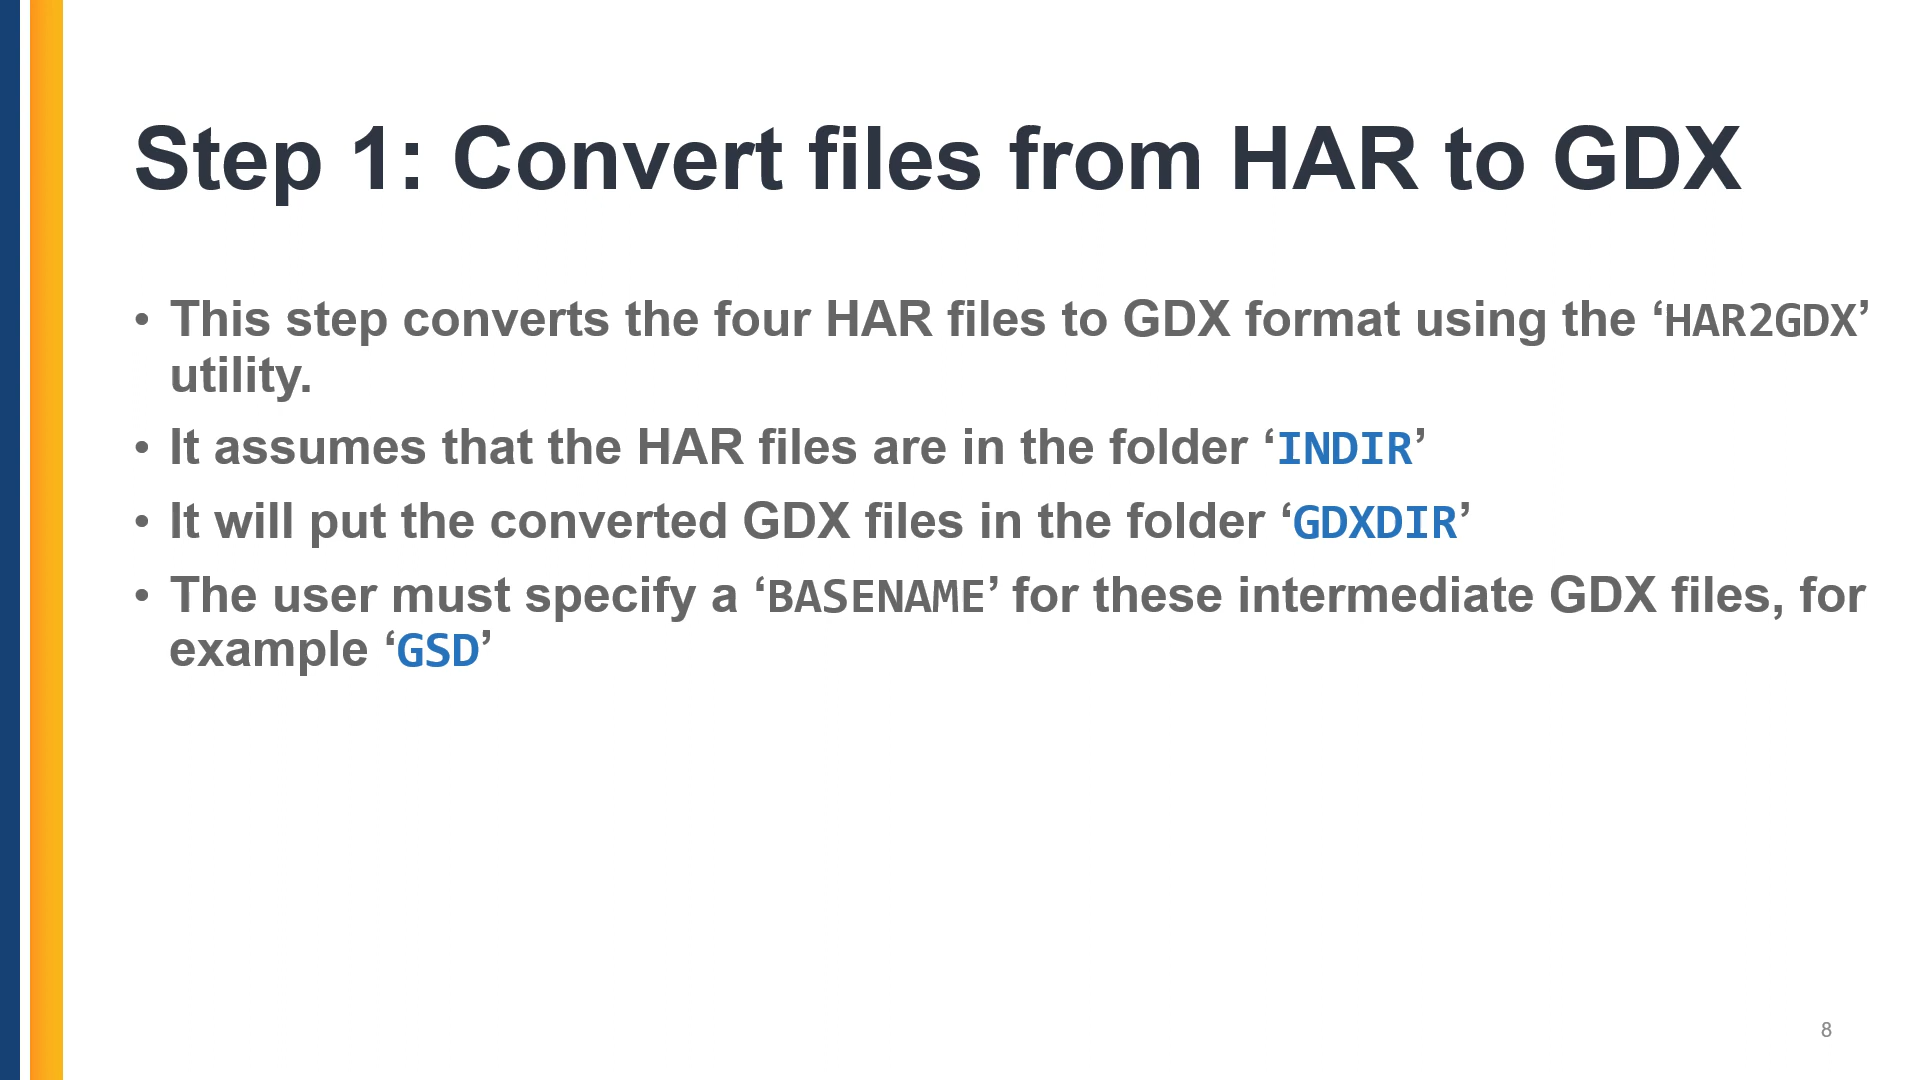 Step 1: Convert files from HAR to GDX
• This step converts the four HAR files to GDX format using the ‘HAR2GDX’
utility.
• It assumes that the HAR files are in the folder ‘INDIR’
• It will put the converted GDX files in the folder ‘GDXDIR’
• The user must specify a ‘BASENAME’ for these intermediate GDX files, for
example ‘GSD’
8